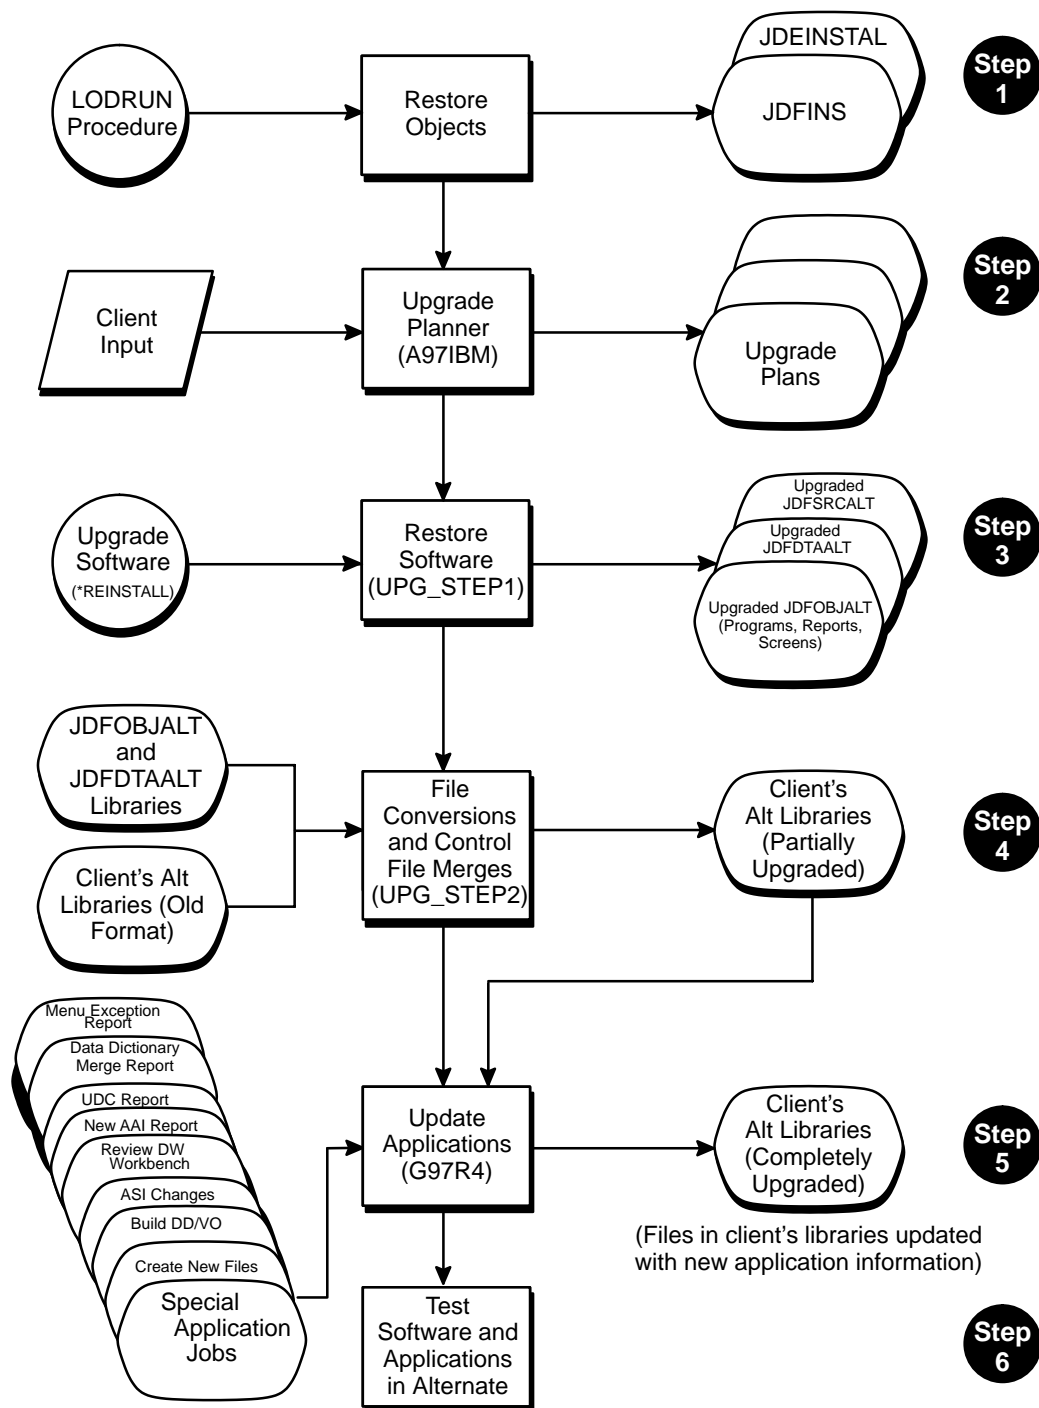 LODRUN
Procedure
Restore
Objects
JDEINSTAL
JDFINS
Step
1
Client
Input
Upgrade
Planner
(A97IBM)
Upgrade
Plans
Step
2
Upgrade
Software
(*REINSTALL)
Restore
Software
(UPG_STEP1)
Upgraded
JDFSRCALT
Upgraded
JDFDTAALT
Upgraded JDFOBJALT
(Programs, Reports,
Screens)
Step
3
JDFOBJALT
and
JDFDTAALT
Libraries
Client's Alt
Libraries (Old
Format)
File
Conversions
and Control
File Merges
(UPG_STEP2)
Client's
Alt Libraries
(Partially
Upgraded)
Step
4
Menu Exception
Report
Data Dictionary
Merge Report
UDC Report
New AAI Report
Review DW
Workbench
ASI Changes
Build DD/VO
Create New Files
Special
Application
Jobs
Update
Applications
(G97R4)
Client's
Alt Libraries
(Completely
Upgraded)
(Files in client's libraries updated
with new application information)
Step
5
Test
Software and
Applications
in Alternate
Step
6